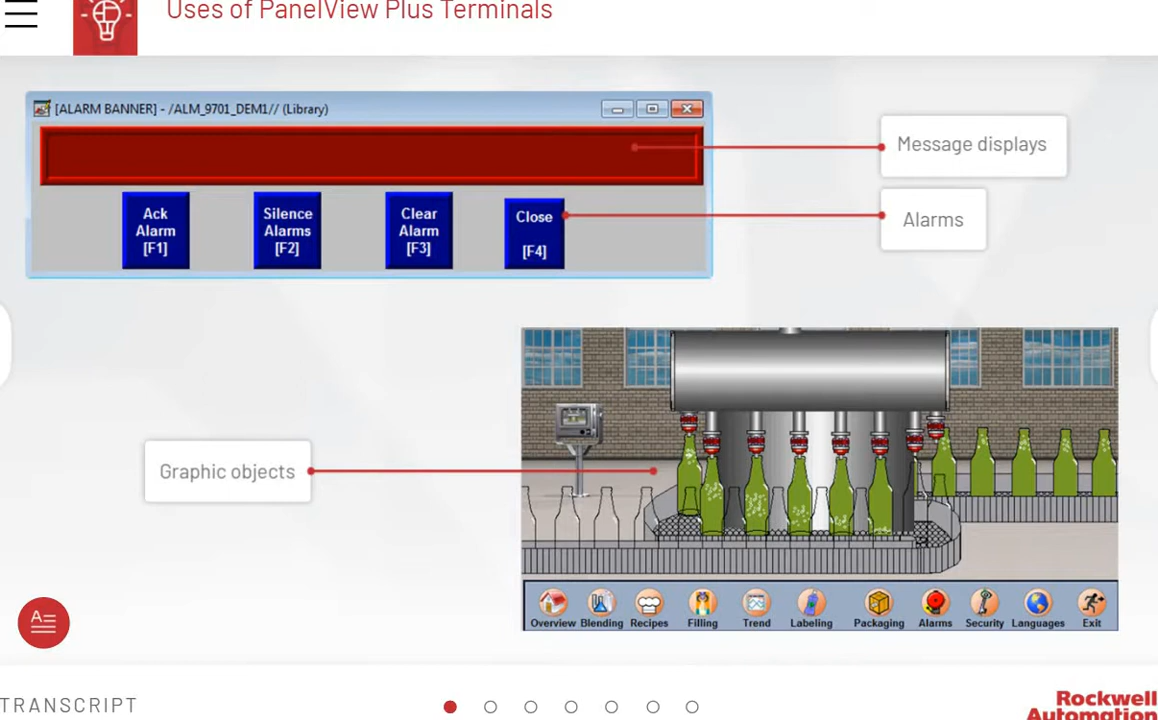 Uses of PanelView Plus Terminals
[ALARM BANNER] - /ALM_9701_DEM1// (Library)
Message displays
Ack
Alarm
[F1]
Silence
Alarms
[F2]
Clear
Alarm
[F3]
Close
[F4]
Alarms
Graphic objects
Overview Blending Recipes Filling Trend Labeling Packaging Alarms Security Languages Exit
A
TRANSCRIPT
Rockwell
Automation